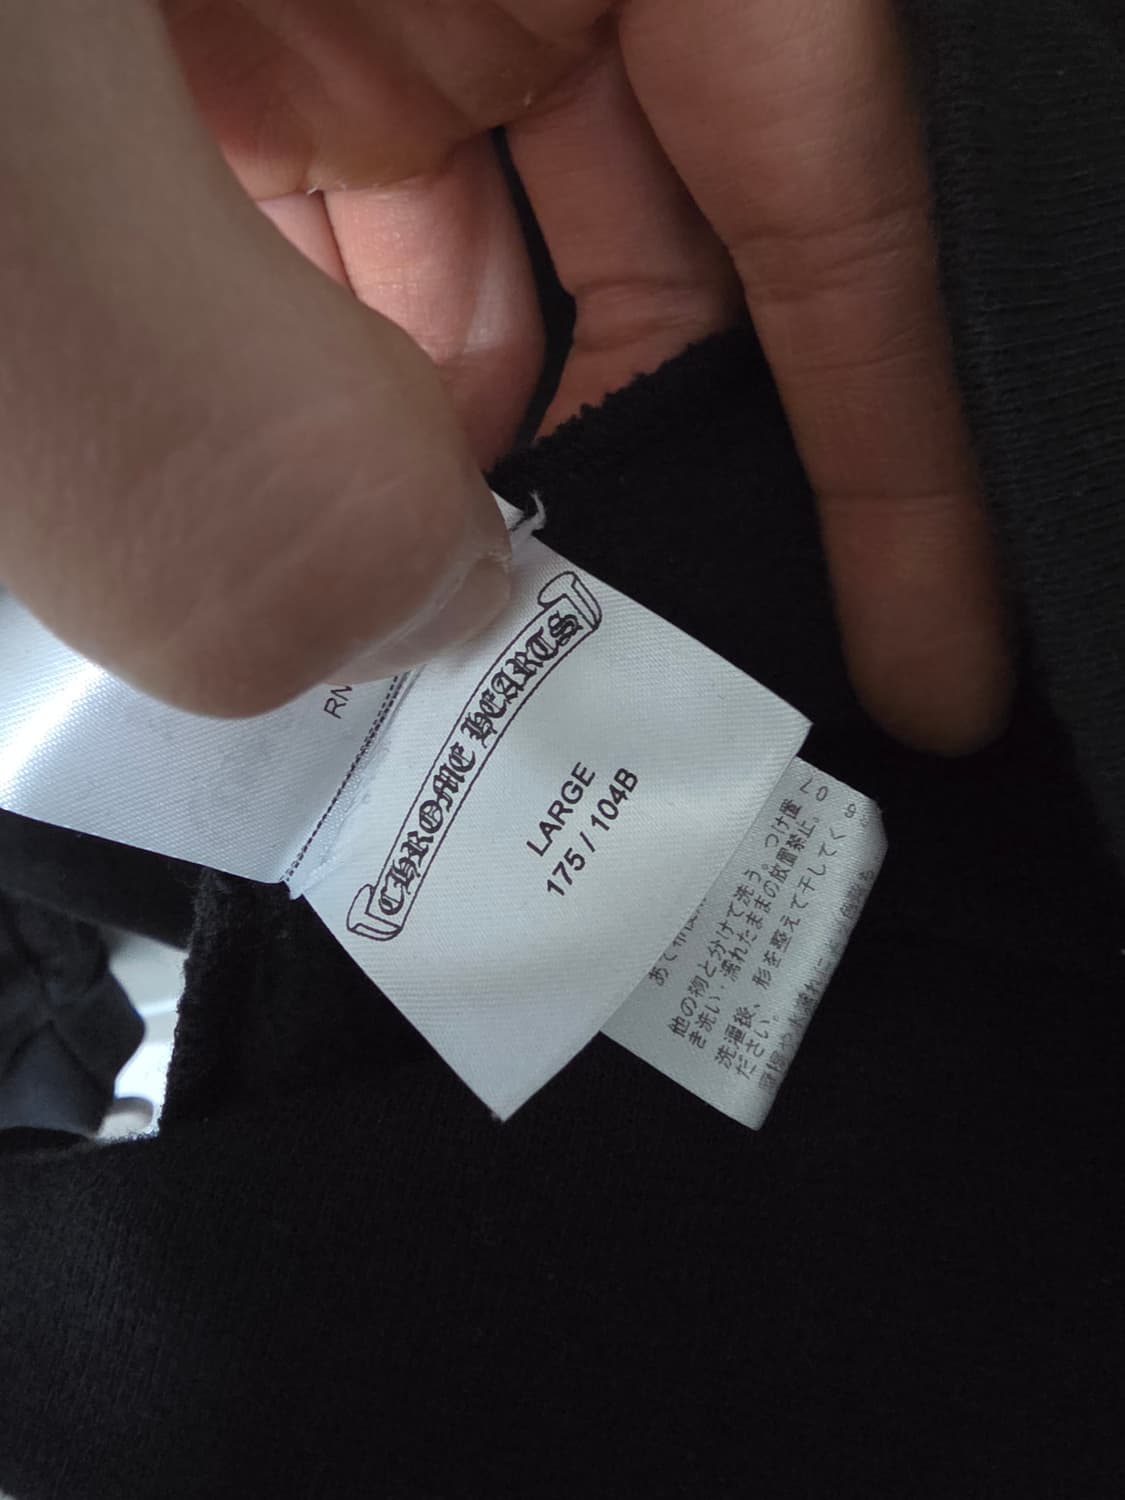 RN
CHROME HEARTS
LARGE
175 / 104B
他の物と分けて洗う。つけ置
き洗い・濡れたままの放置禁止。
洗濯後、形を整えて干してく
ださい。